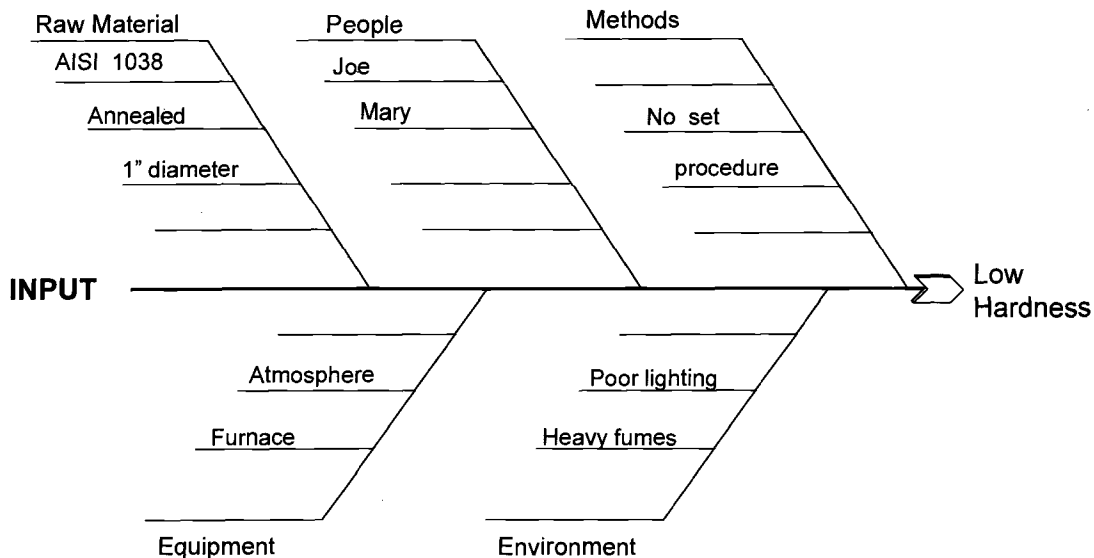 Raw Material
People
Methods
AISI 1038
Joe
Annealed
Mary
No set
1" diameter
procedure
INPUT
Low
Hardness
Atmosphere
Poor lighting
Furnace
Heavy fumes
Equipment
Environment